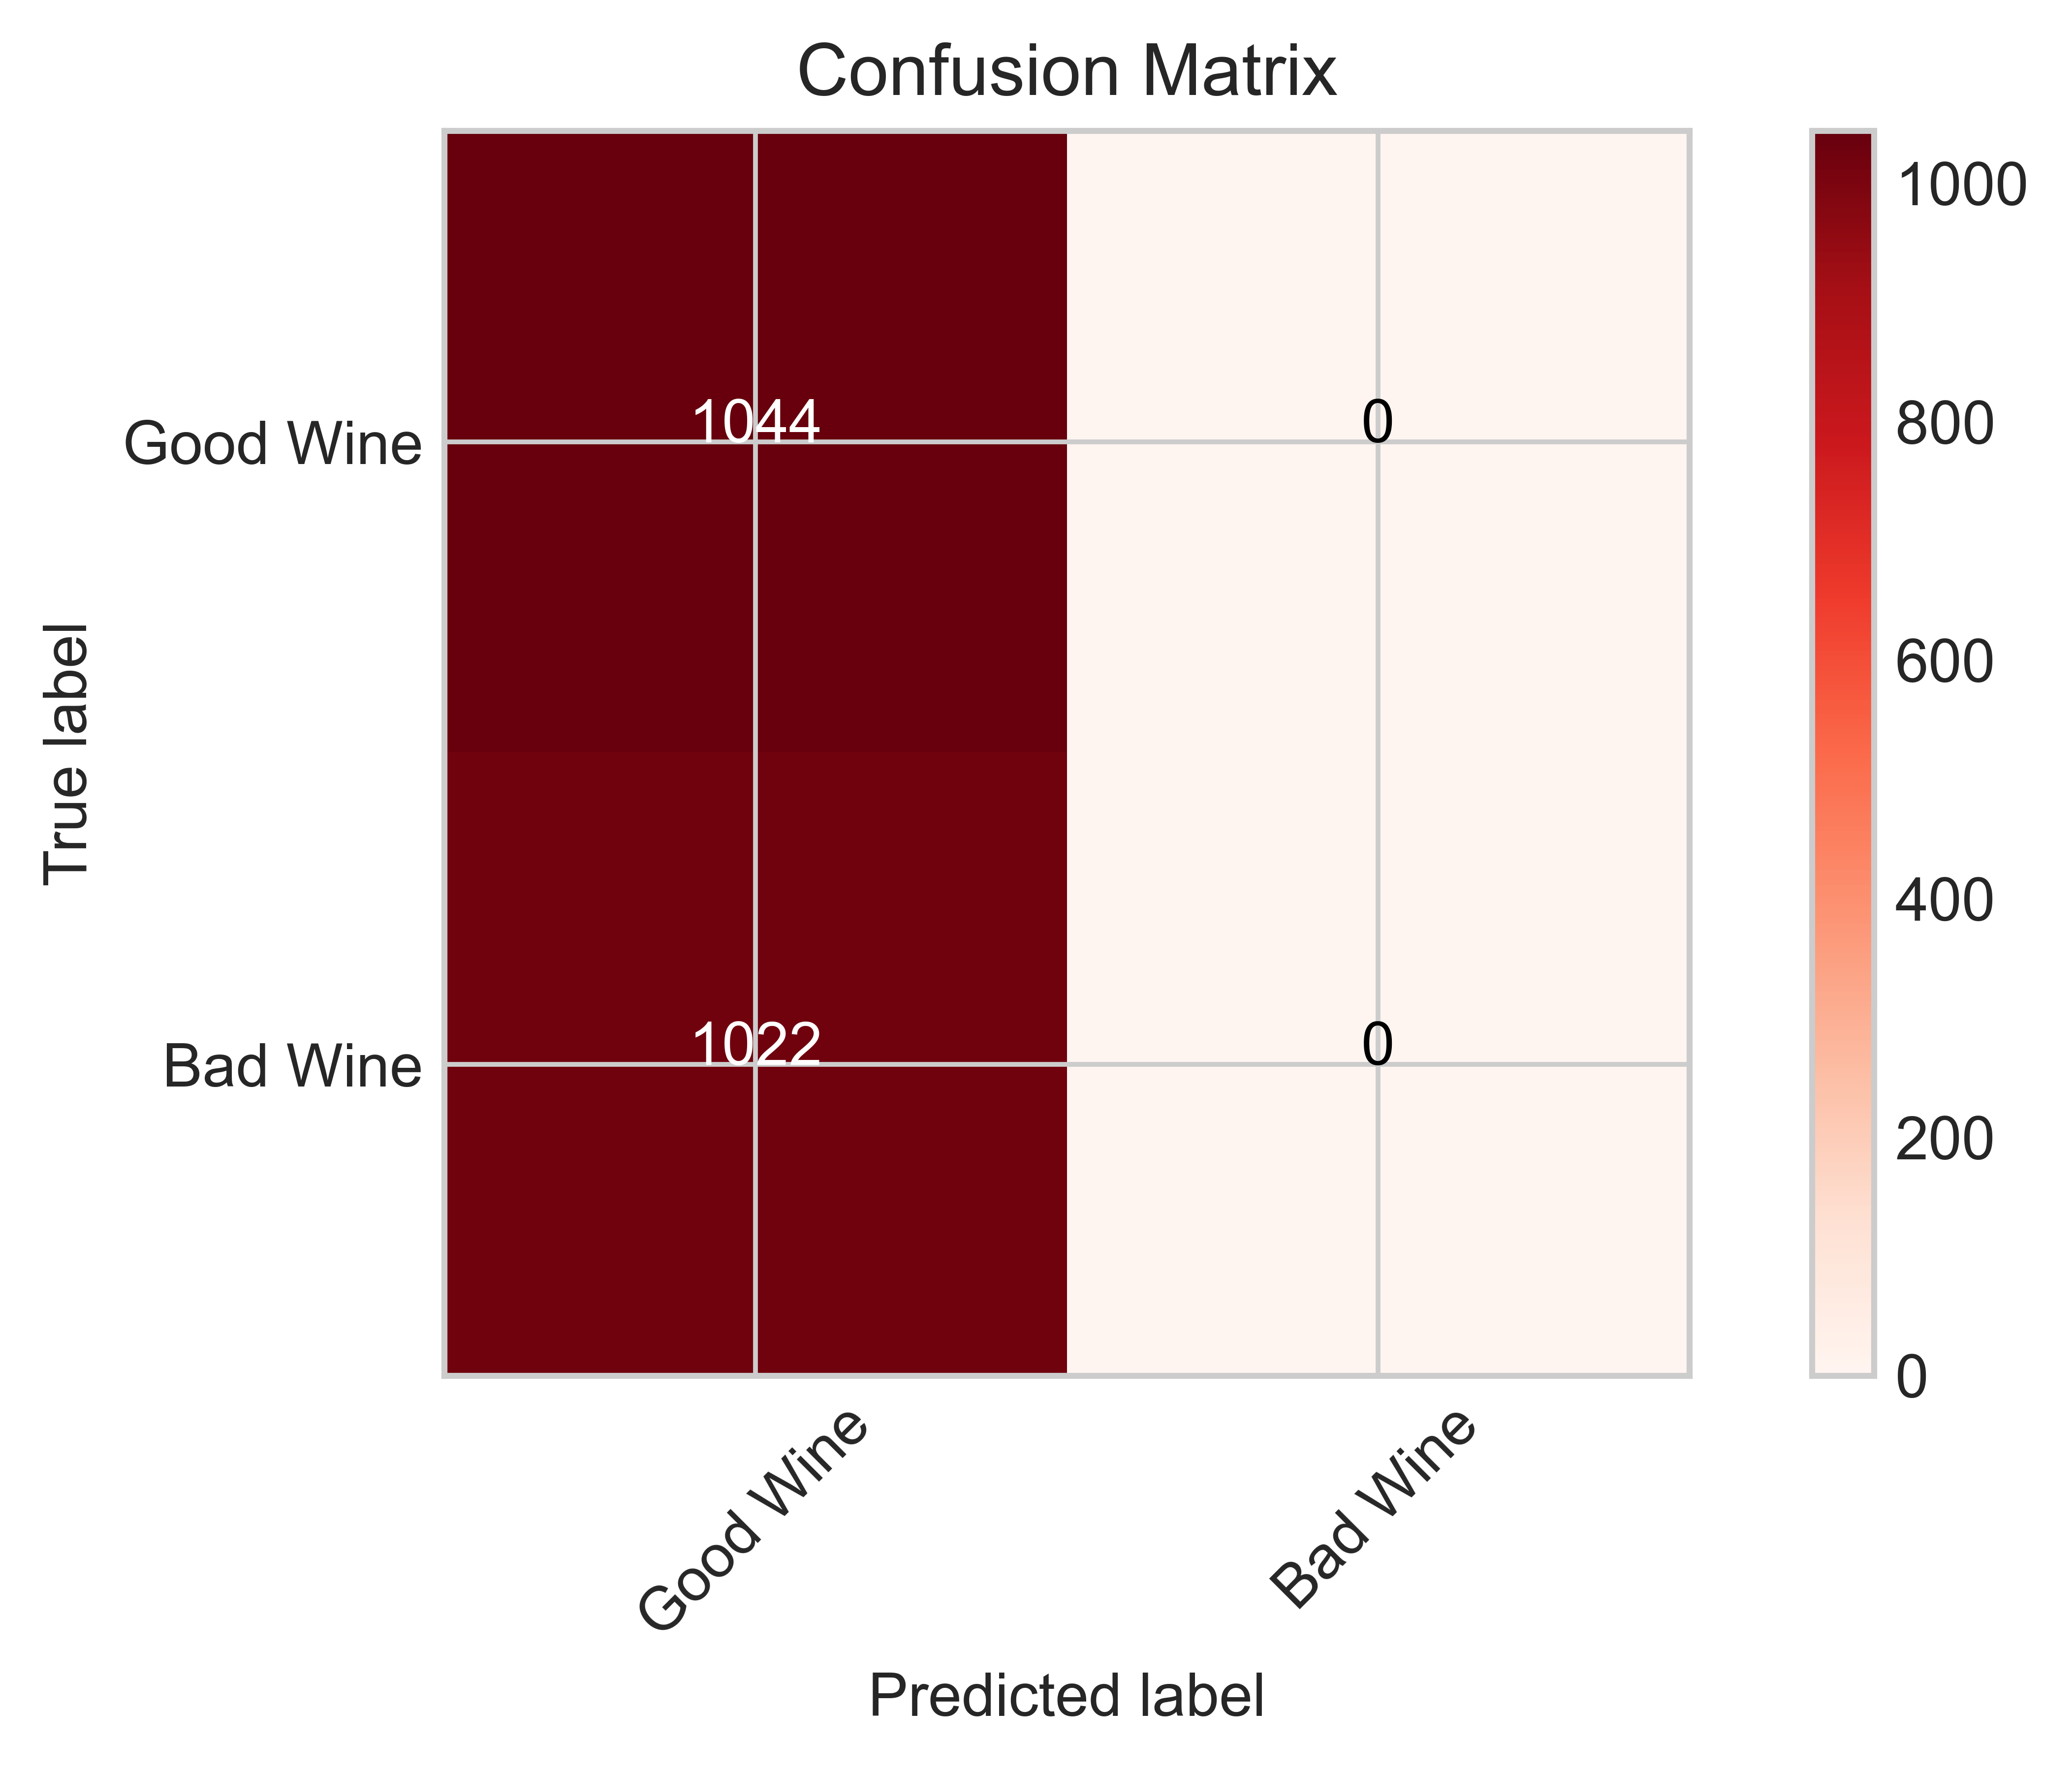 Confusion Matrix
True label
Good Wine
Bad Wine
1044
0
1022
0
Good Wine
Bad Wine
Predicted label
1000
800
600
400
200
0